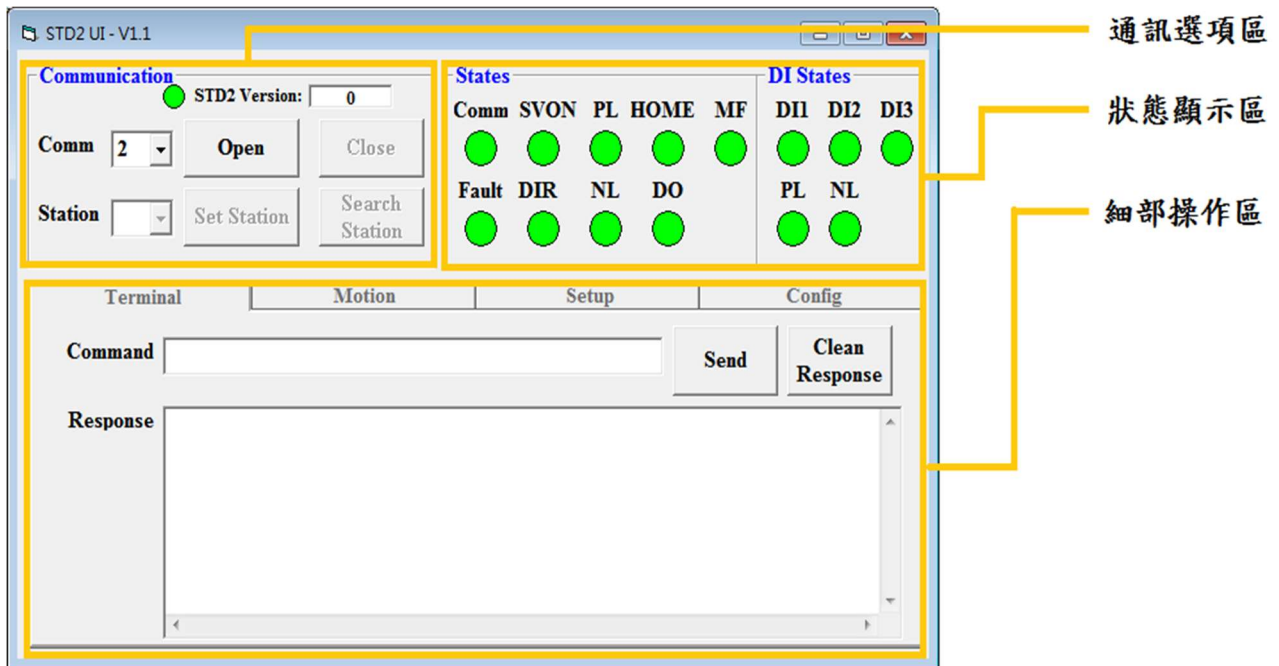 STD2 UI - V1.1
通訊選項區
Communication
STD2 Version: 0
Comm 2 Open Close
Station Set Station Search Station
States
Comm SVON PL HOME MF
Fault DIR NL DO
DI States
DI1 DI2 DI3
PL NL
狀態顯示區
細部操作區
Terminal Motion Setup Config
Command Send Clean Response
Response